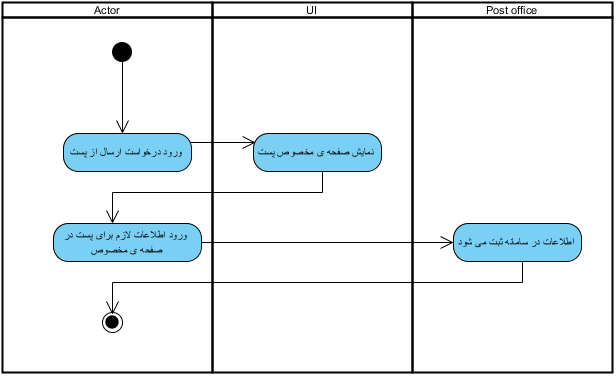 Actor
UI
Post office
ورود درخواست ارسال از پست
نمایش صفحه ی مخصوص پست
ورود اطلاعات لازم برای پست در
صفحه ی مخصوص
اطلاعات در سامانه ثبت می شود